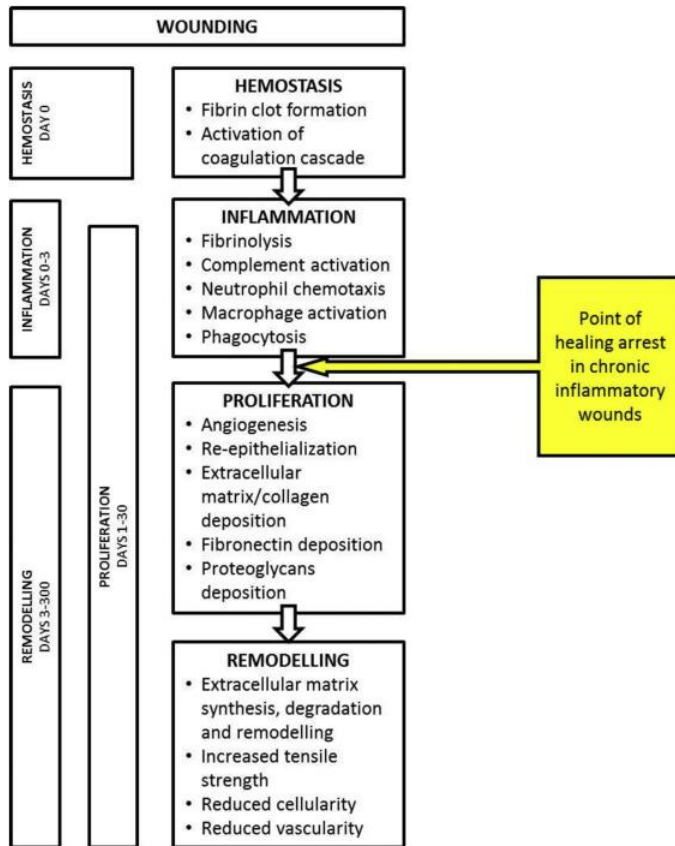 WOUNDING
HEMOSTASIS
DAY 0
HEMOSTASIS
• Fibrin clot formation
• Activation of
coagulation cascade
INFLAMMATION
DAYS 0-3
INFLAMMATION
• Fibrinolysis
• Complement activation
• Neutrophil chemotaxis
• Macrophage activation
• Phagocytosis
Point of
healing arrest
in chronic
inflammatory
wounds
PROLIFERATION
DAYS 1-30
PROLIFERATION
• Angiogenesis
• Re-epithelialization
• Extracellular
matrix/collagen
deposition
• Fibronectin deposition
• Proteoglycans
deposition
REMODELLING
DAYS 3-300
REMODELLING
• Extracellular matrix
synthesis, degradation
and remodelling
• Increased tensile
strength
• Reduced cellularity
• Reduced vascularity